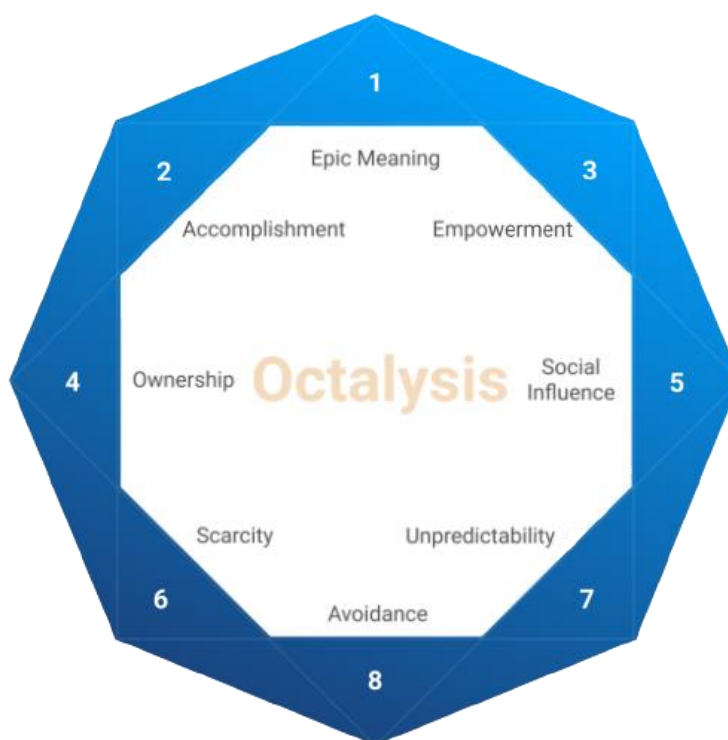 1
Epic Meaning
2
3
Accomplishment
Empowerment
4
Ownership
Octalysis
Social
Influence
5
Scarcity
Unpredictability
6
7
Avoidance
8